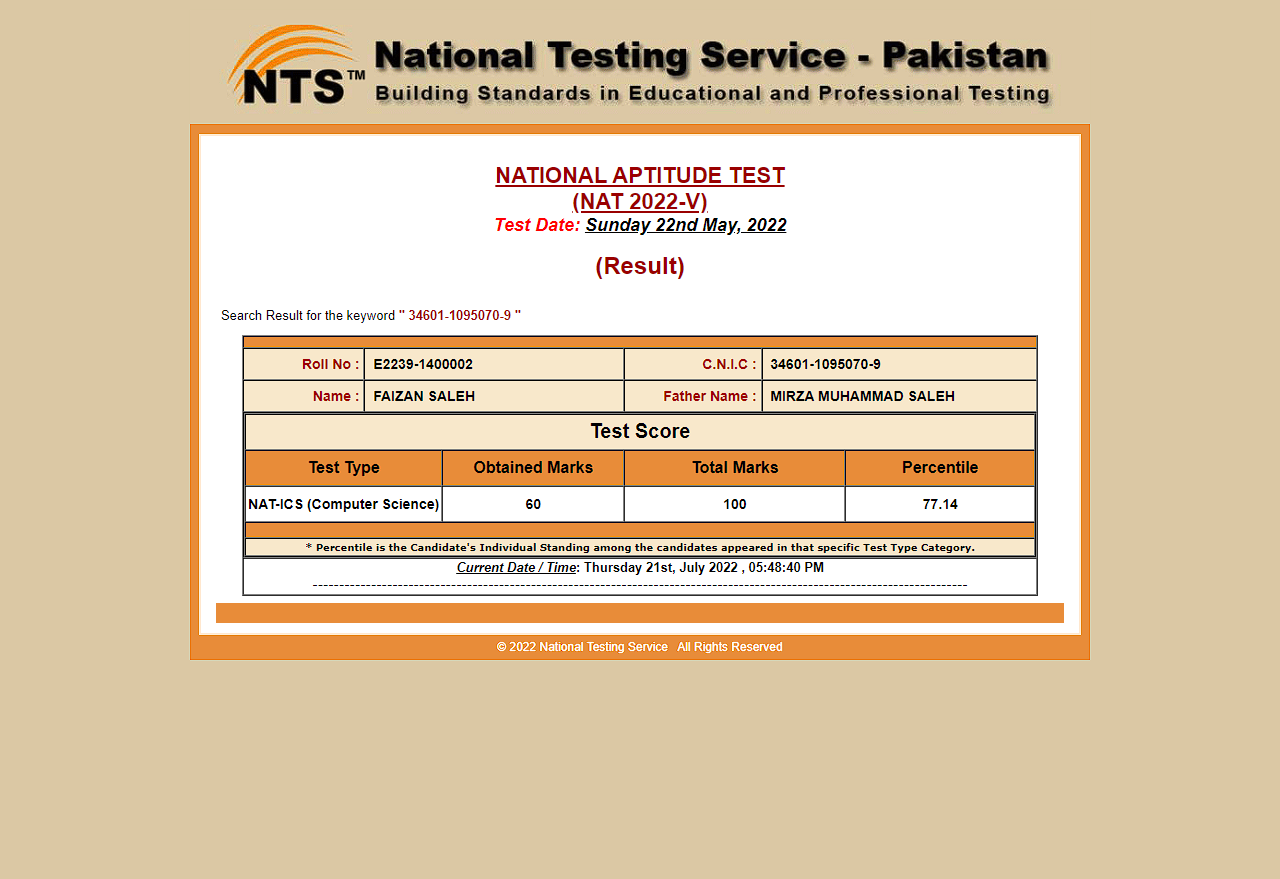 NTS™
National Testing Service - Pakistan
Building Standards in Educational and Professional Testing
NATIONAL APTITUDE TEST
(NAT 2022-V)
Test Date: Sunday 22nd May, 2022
(Result)
Search Result for the keyword " 34601-1095070-9 "
Roll No : E2239-1400002 C.N.I.C : 34601-1095070-9
Name : FAIZAN SALEH Father Name : MIRZA MUHAMMAD SALEH
Test Score
Test Type Obtained Marks Total Marks Percentile
NAT-ICS (Computer Science) 60 100 77.14
* Percentile is the Candidate's Individual Standing among the candidates appeared in that specific Test Type Category.
Current Date / Time: Thursday 21st, July 2022 , 05:48:40 PM
© 2022 National Testing Service All Rights Reserved